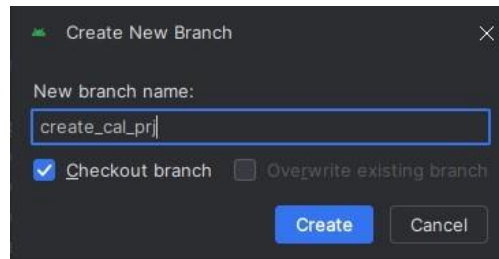 Create New Branch
New branch name:
create_cal_prj
Checkout branch Overwrite existing branch
Create Cancel